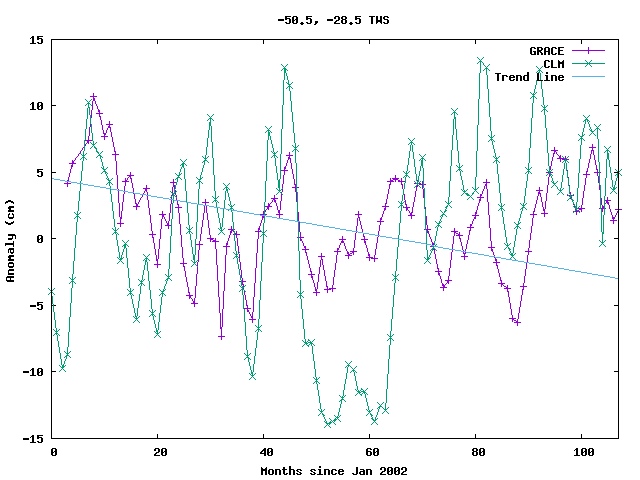 -50.5, -28.5 TWS
GRACE
CLM
Trend Line
15
10
5
0
-5
-10
-15
Anomaly (cm)
0 20 40 60 80 100
Months since Jan 2002